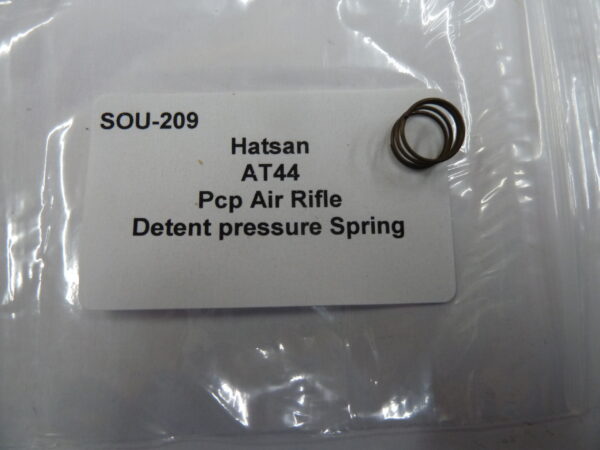 SOU-209
Hatsan
AT44
Pcp Air Rifle
Detent pressure Spring